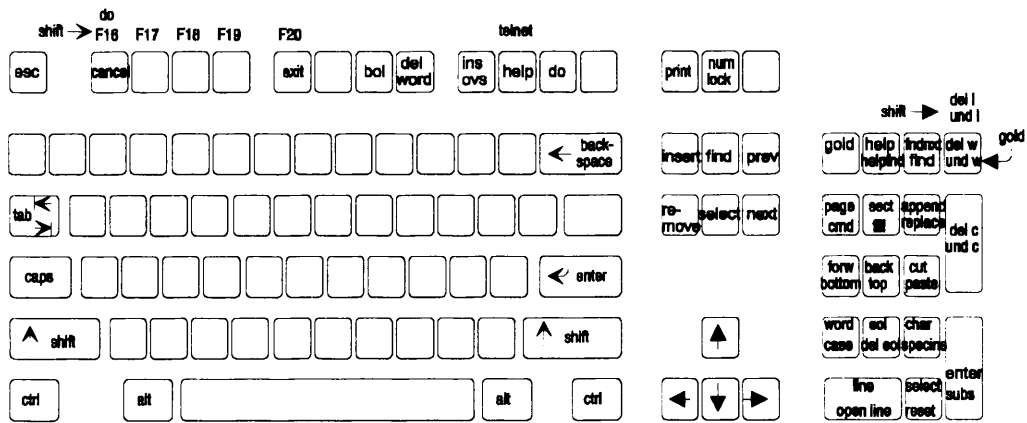 do
shift F16 F17 F18 F19 F20 telnet
esc cancel exit bol del word ins ovs help do print num lock
shift del l und l
back-space insert find prev gold help helpind fndnxt find del w und w gold
tab re-move select next page cmd sect append replace del c und c
caps enter forw bottom back top cut paste
shift shift word case eol del eol char specins
ctrl alt alt ctrl line open line select reset enter subs